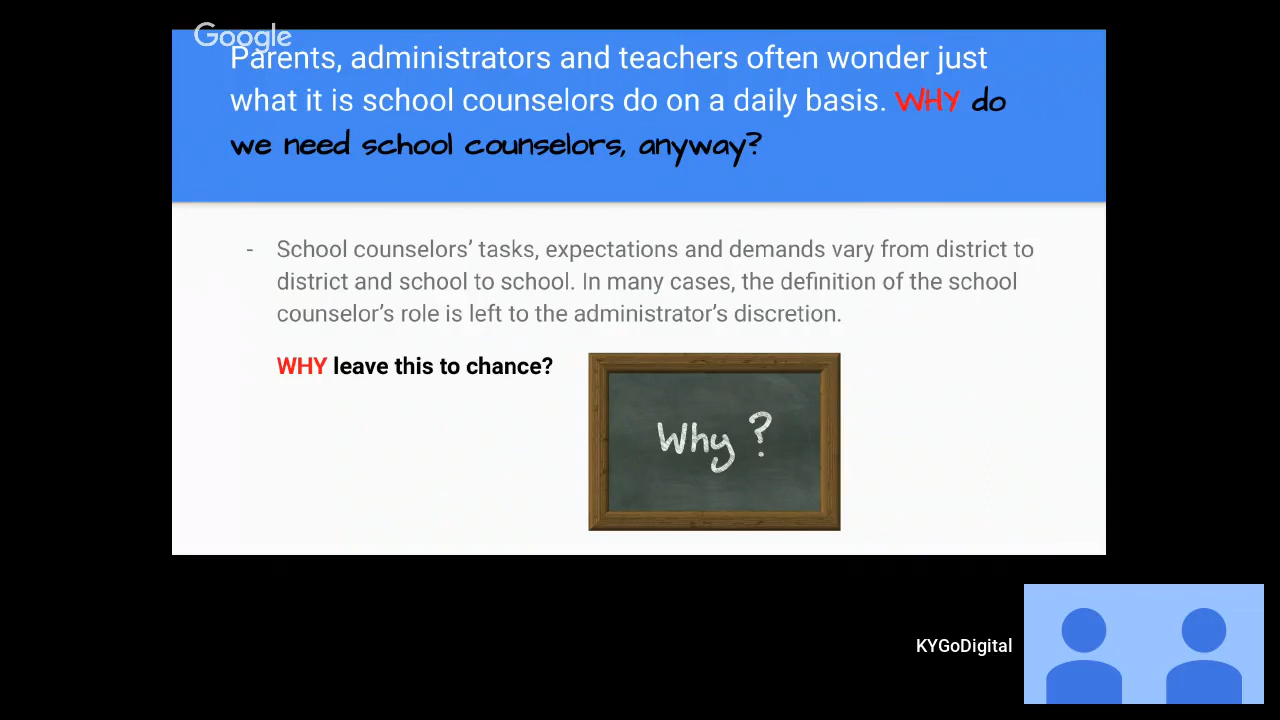 Google
Parents, administrators and teachers often wonder just
what it is school counselors do on a daily basis. WHY do
we need school counselors, anyway?
- School counselors’ tasks, expectations and demands vary from district to
district and school to school. In many cases, the definition of the school
counselor’s role is left to the administrator’s discretion.
WHY leave this to chance?
Why ?
KYGoDigital